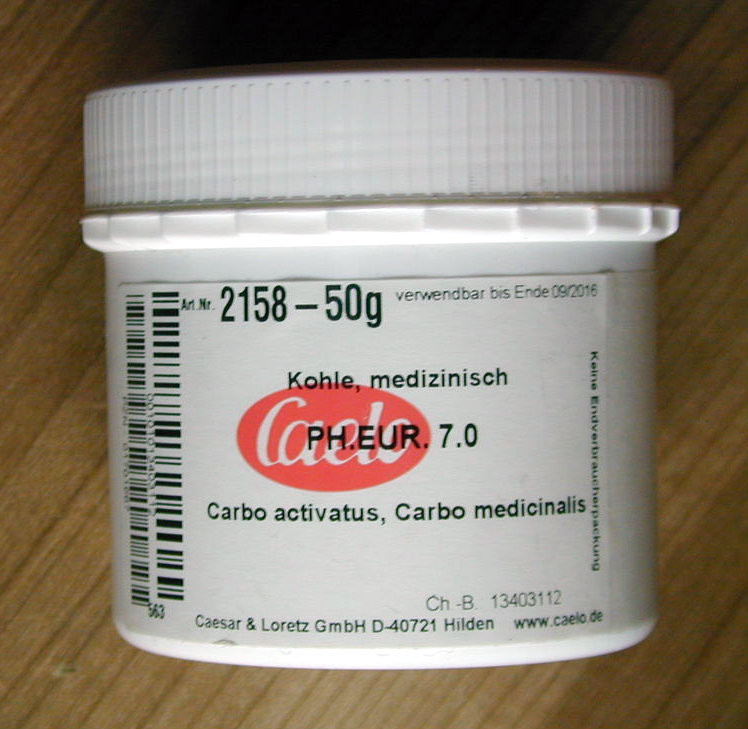 Art.Nr. 2158 – 50g
verwendbar bis Ende 09/2016
Kohle, medizinisch
Caelo
PH.EUR. 7.0
Carbo activatus, Carbo medicinalis
Ch.-B. 13403112
Caesar & Loretz GmbH D-40721 Hilden www.caelo.de
Keine Endverbraucherpackung
563